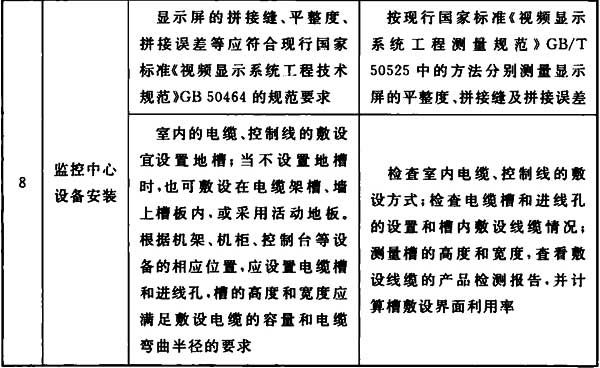 显示屏的拼接缝、平整度、
拼接误差等应符合现行国家
标准《视频显示系统工程技术
规范》GB 50464 的规范要求
按现行国家标准《视频显示
系统工程测量规范》GB/T
50525 中的方法分别测量显示
屏的平整度、拼接缝及拼接误差
8
监控中心
设备安装
室内的电缆、控制线的敷设
宜设置地槽；当不设置地槽
时，也可敷设在电缆架槽、墙
上槽板内，或采用活动地板。
根据机架、机柜、控制台等设
备的相应位置，应设置电缆槽
和进线孔，槽的高度和宽度应
满足敷设电缆的容量和电缆
弯曲半径的要求
检查室内电缆、控制线的敷
设方式；检查电缆槽和进线孔
的设置和槽内敷设线缆情况；
测量槽的高度和宽度，查看敷
设线缆的产品检测报告，并计
算槽敷设界面利用率